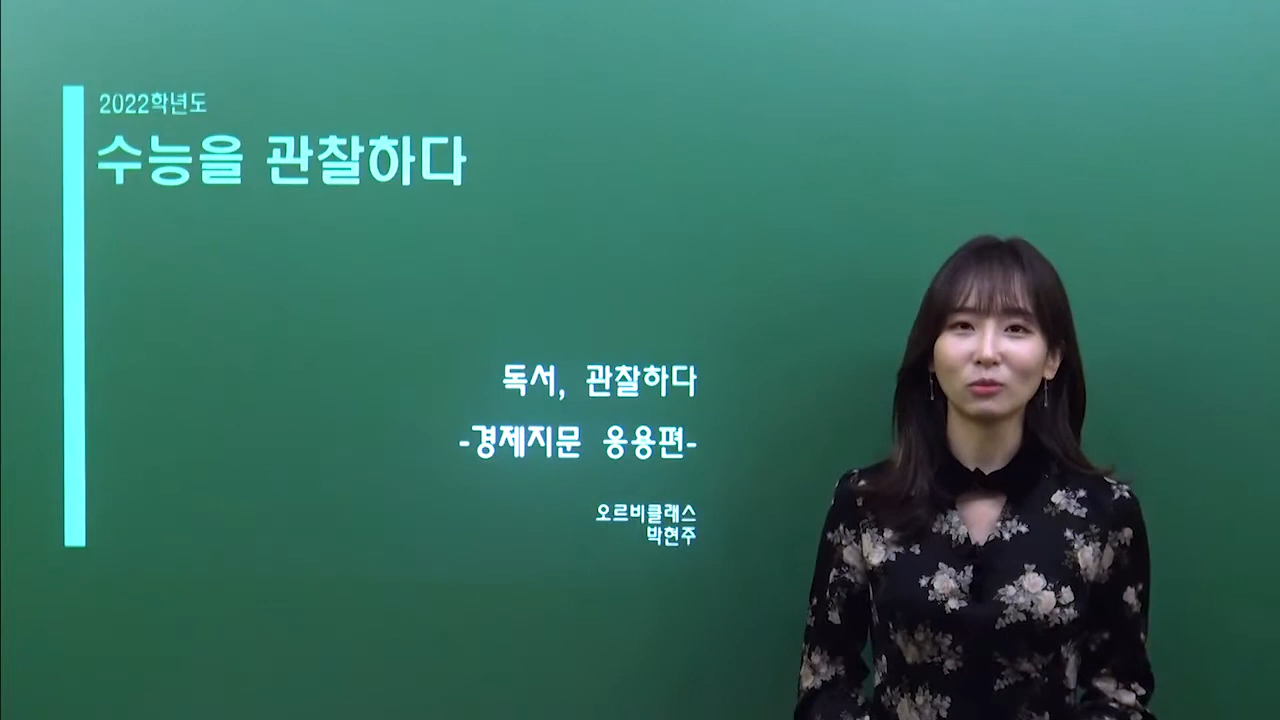 2022학년도
수능을 관찰하다
독서, 관찰하다
-경제지문 응용편-
오르비클래스
박현주